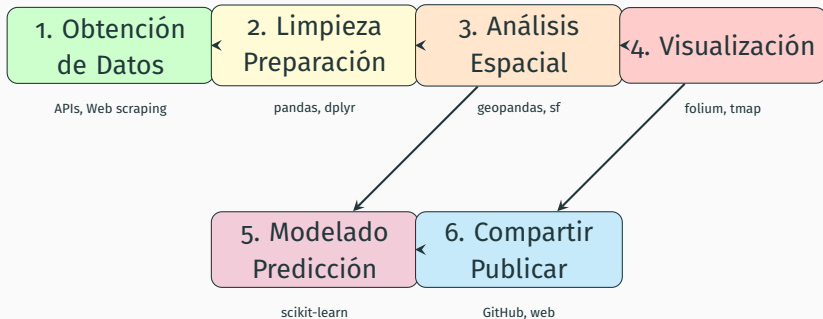 1. Obtención
de Datos
2. Limpieza
Preparación
3. Análisis
Espacial
4. Visualización
APIs, Web scraping
pandas, dplyr
geopandas, sf
folium, tmap
5. Modelado
Predicción
6. Compartir
Publicar
scikit-learn
GitHub, web